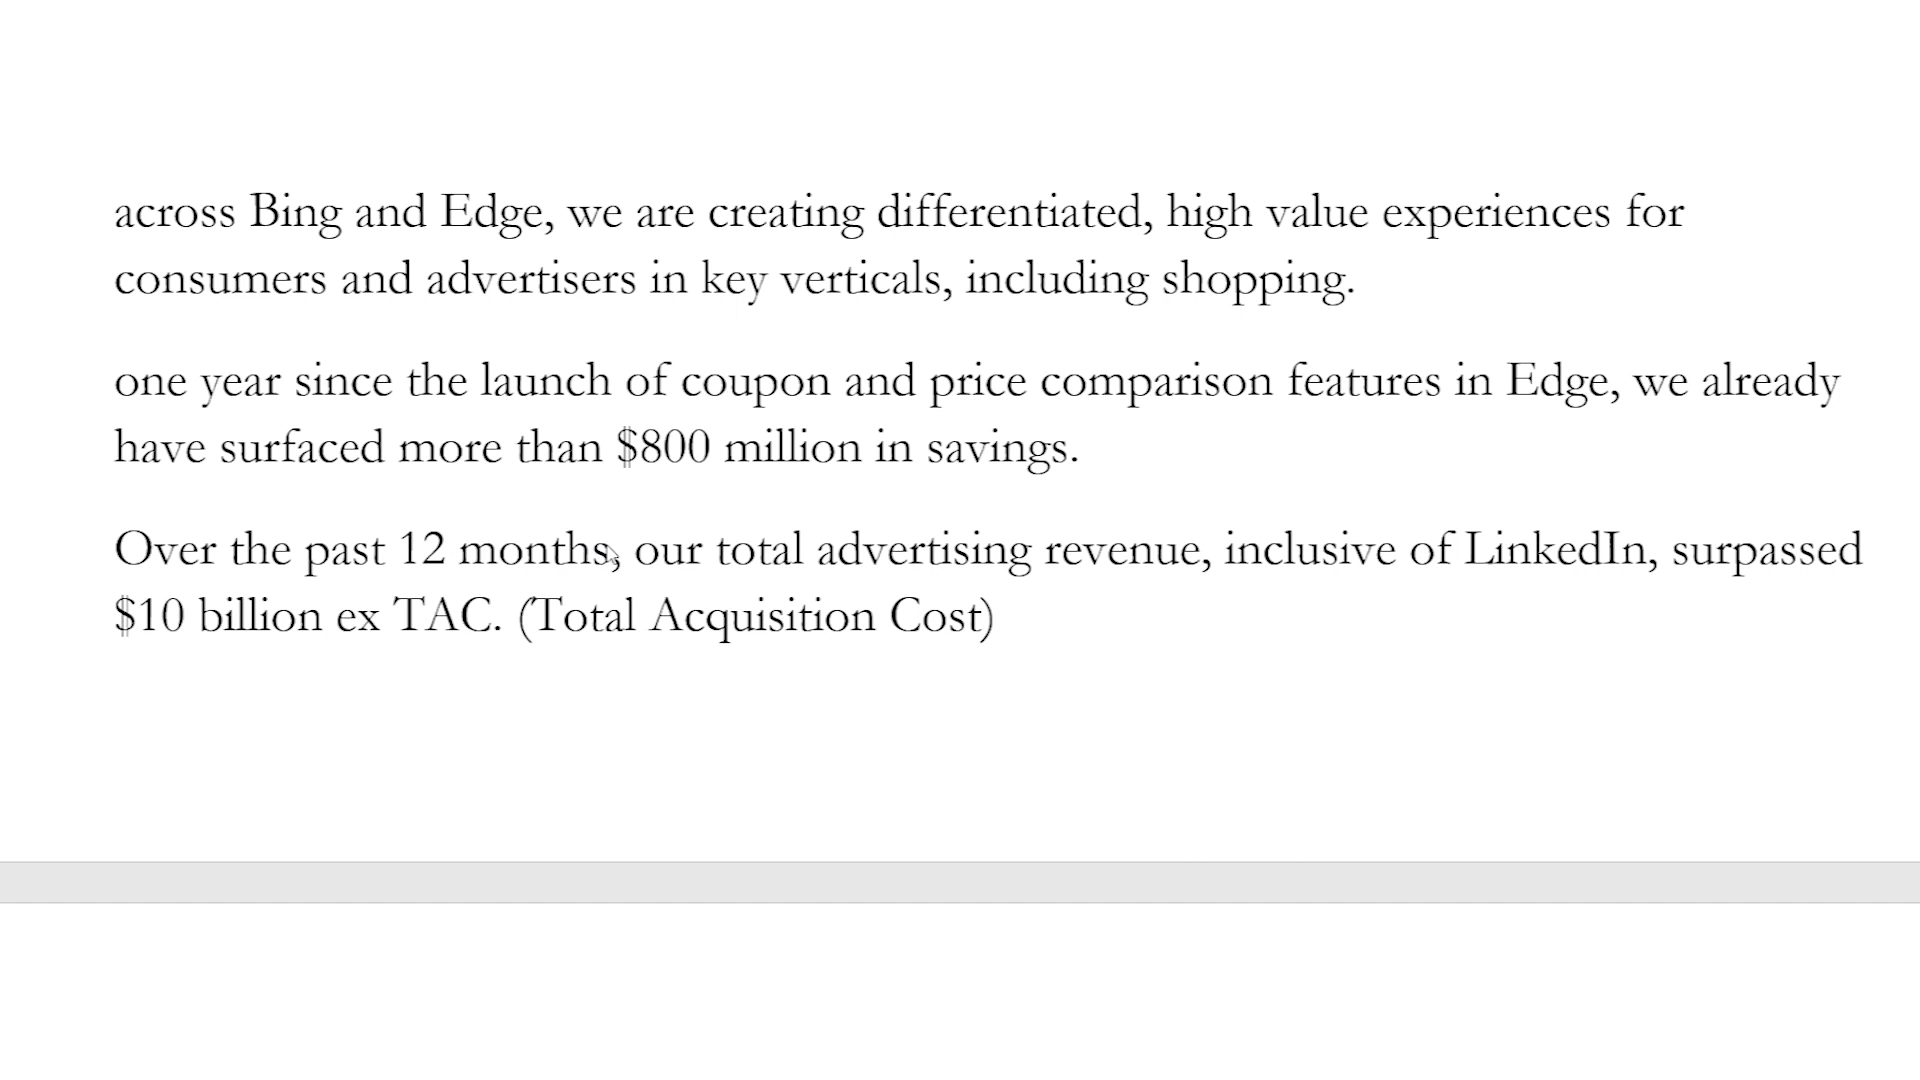 across Bing and Edge, we are creating differentiated, high value experiences for
consumers and advertisers in key verticals, including shopping.
one year since the launch of coupon and price comparison features in Edge, we already
have surfaced more than $800 million in savings.
Over the past 12 months, our total advertising revenue, inclusive of LinkedIn, surpassed
$10 billion ex TAC. (Total Acquisition Cost)